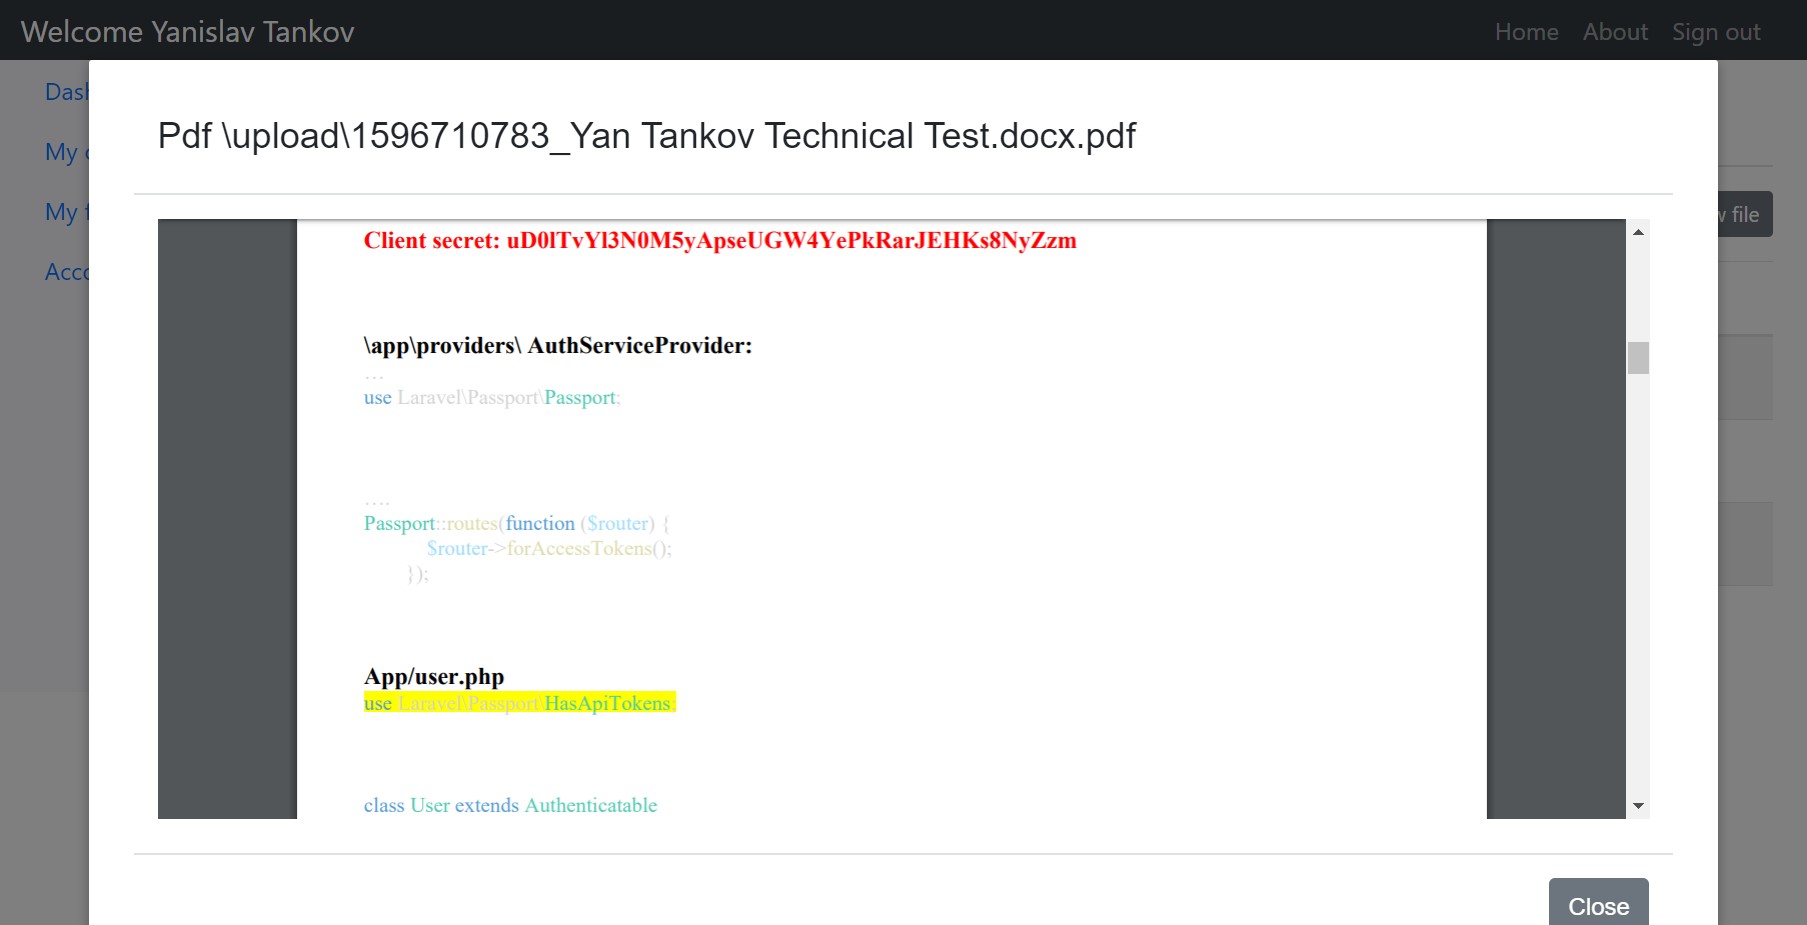 Welcome Yanislav Tankov
Home About Sign out
Pdf \upload\1596710783_Yan Tankov Technical Test.docx.pdf
My
My
file
Client secret: uD0lTvYl3N0M5yApseUGW4YePkRarJEHKs8NyZzm
\app\providers\ AuthServiceProvider:
...
use Laravel\Passport\Passport;
....
Passport::routes(function ($router) {
$router->forAccessTokens();
});
App/user.php
use Laravel\Passport\HasApiTokens;
class User extends Authenticatable
Close